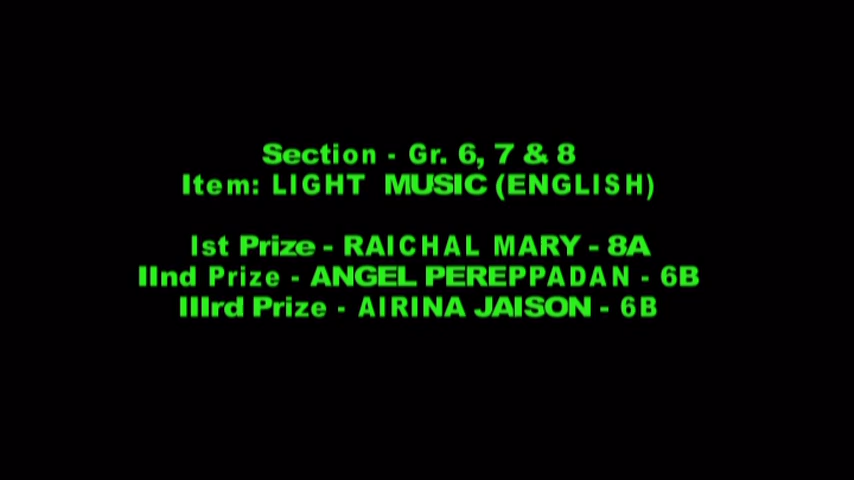 Section - Gr. 6, 7 & 8
Item: LIGHT MUSIC (ENGLISH)
Ist Prize - RAICHAL MARY - 8A
IInd Prize - ANGEL PEREPPADAN - 6B
IIIrd Prize - AIRINA JAISON - 6B